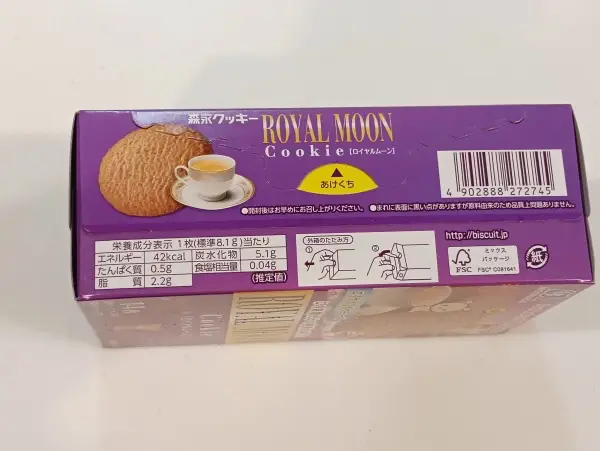 森永クッキー
ROYAL MOON
Cookie [ロイヤルムーン]
あけくち
●開封後はお早めにお召し上がりください。
●まれに表面に黒い点がありますが原料由来のため品質上問題ありません。
4 902888 272745
栄養成分表示 1枚(標準8.1g)当たり
エネルギー 42kcal 炭水化物 5.1g
たんぱく質 0.5g 食塩相当量 0.04g
脂質 2.2g (推定値)
外箱のたたみ方
① ②
http://biscuit.jp
FSC
ミックス
パッケージ
FSC® C081641
紙
Cookie